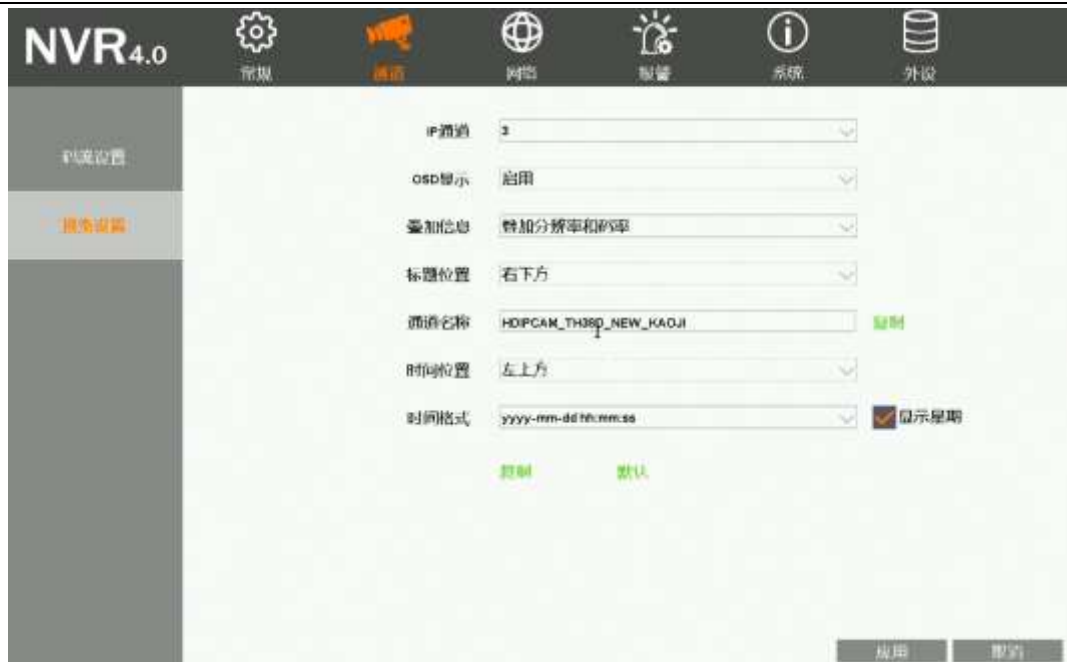 NVR4.0
常规 通道 网络 报警 系统 外设
码流设置
图像设置
IP通道 3
OSD显示 启用
叠加信息 叠加分辨率和码率
标题位置 右下方
通道名称 HDIPCAM_TH38D_NEW_KAOJI 复制
时间位置 左上方
时间格式 yyyy-mm-dd hh:mm:ss 显示星期
复制 默认
应用 取消